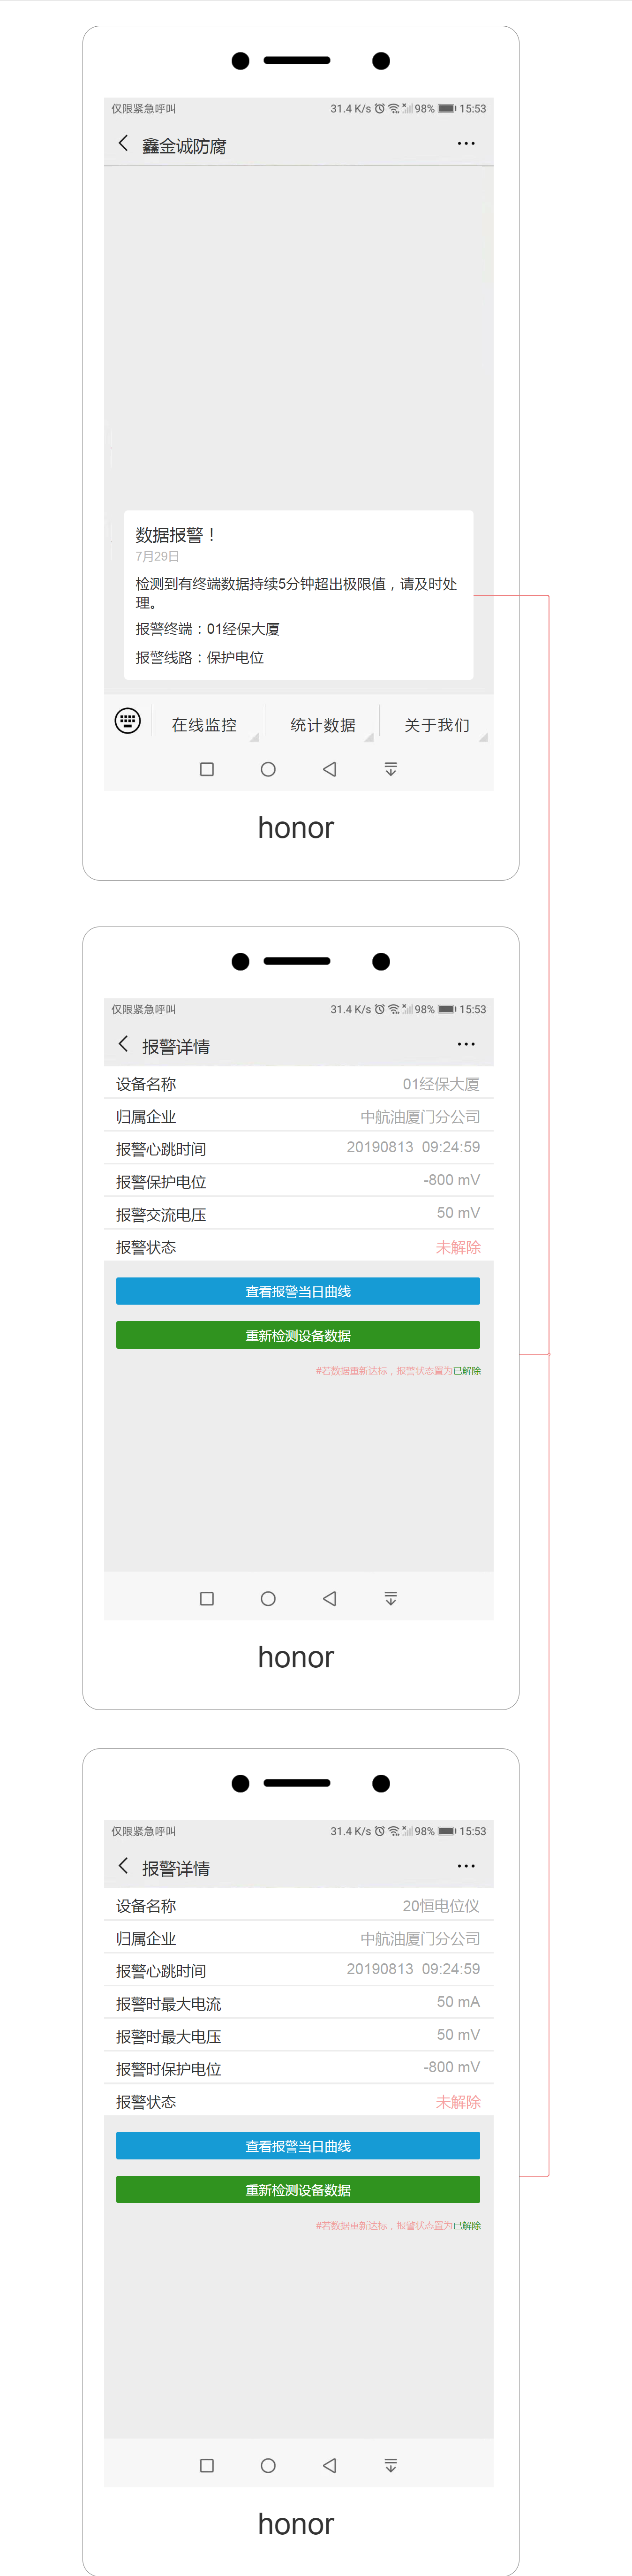 仅限紧急呼叫 31.4 K/s 98% 15:53
鑫金诚防腐
数据报警！
7月29日
检测到有终端数据持续5分钟超出极限值，请及时处
理。
报警终端：01经保大厦
报警线路：保护电位
在线监控 统计数据 关于我们
honor
仅限紧急呼叫 31.4 K/s 98% 15:53
报警详情
设备名称 01经保大厦
归属企业 中航油厦门分公司
报警心跳时间 20190813 09:24:59
报警保护电位 -800 mV
报警交流电压 50 mV
报警状态 未解除
查看报警当日曲线
重新检测设备数据
#若数据重新达标，报警状态置为已解除
honor
仅限紧急呼叫 31.4 K/s 98% 15:53
报警详情
设备名称 20恒电位仪
归属企业 中航油厦门分公司
报警心跳时间 20190813 09:24:59
报警时最大电流 50 mA
报警时最大电压 50 mV
报警时保护电位 -800 mV
报警状态 未解除
查看报警当日曲线
重新检测设备数据
#若数据重新达标，报警状态置为已解除
honor